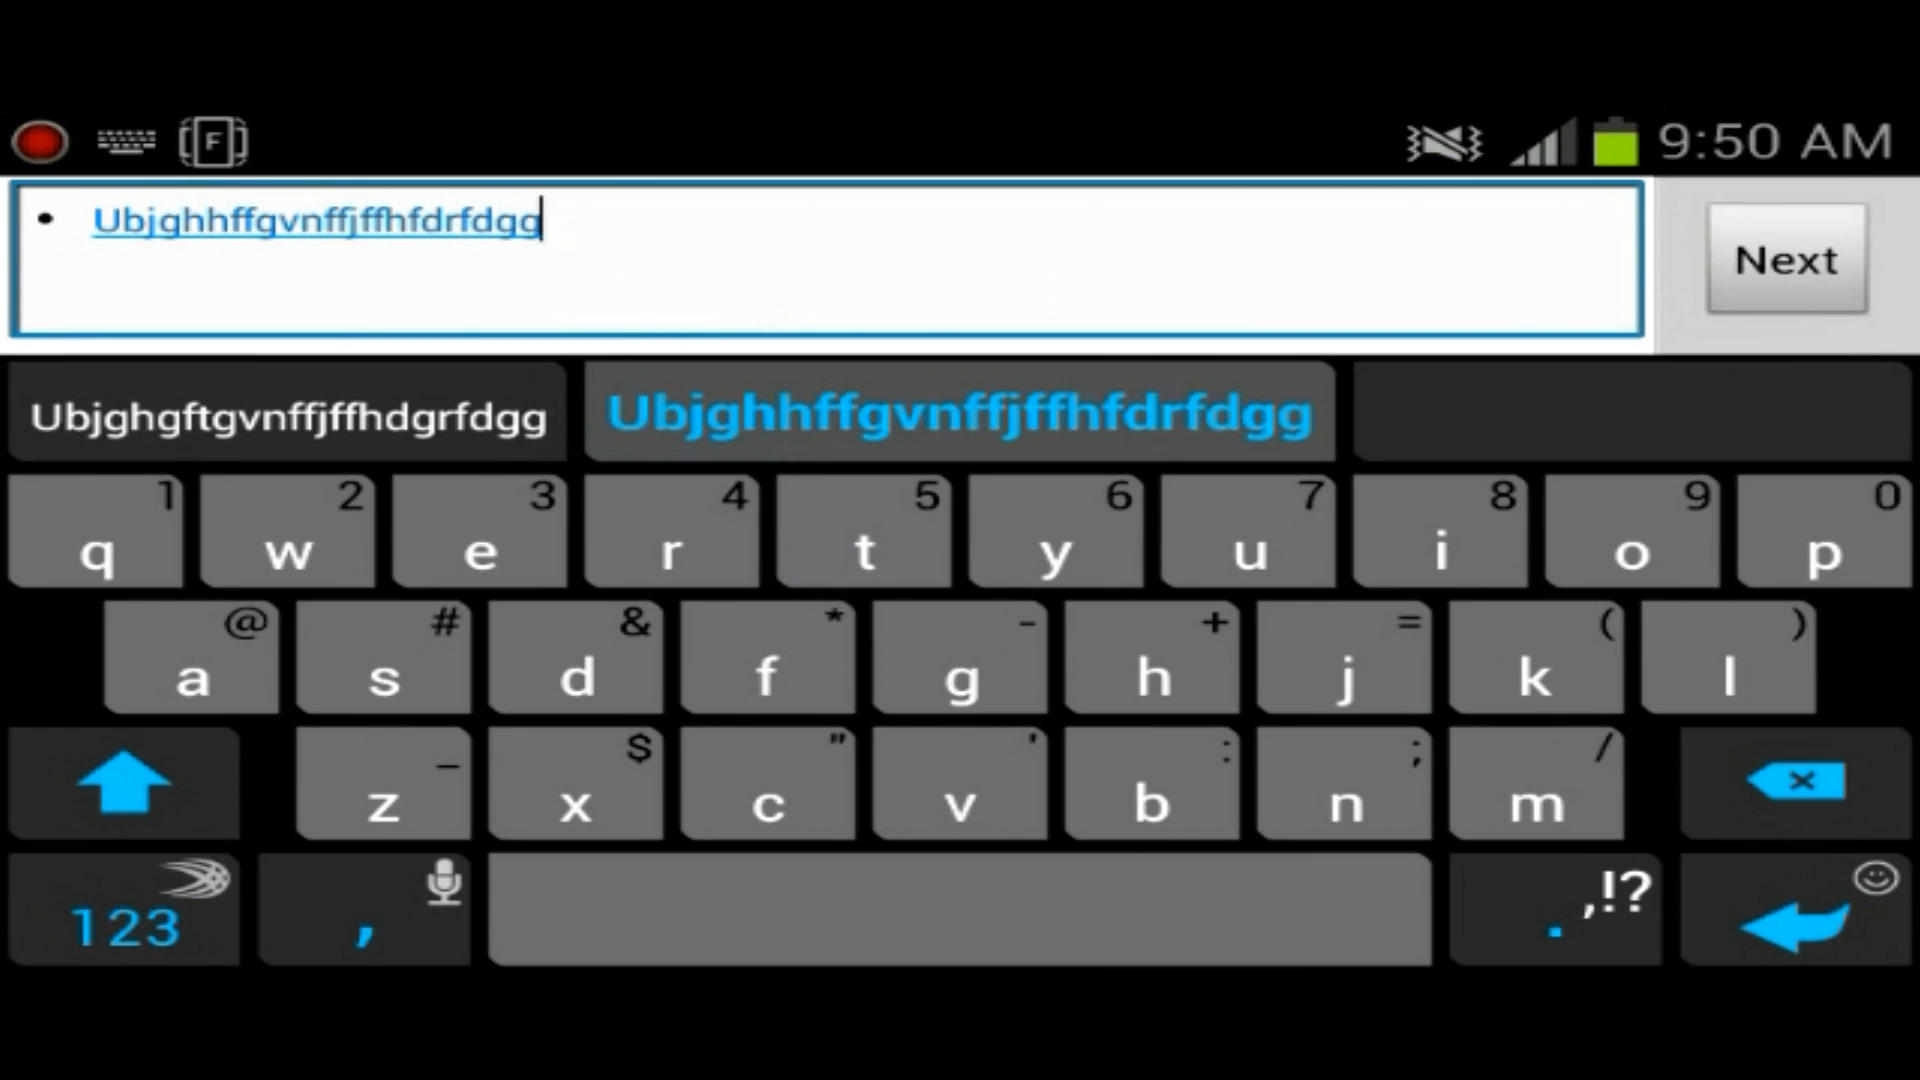 F 9:50 AM
• Ubjghhffgvnffjffhfdrfdgg
Next
Ubjghgftgvnffjffhdgrfdgg Ubjghhffgvnffjffhfdrfdgg
1 2 3 4 5 6 7 8 9 0
q w e r t y u i o p
@ # & * - + = ( )
a s d f g h j k l
_ $ " ' : ; /
z x c v b n m
123 , . ,!?